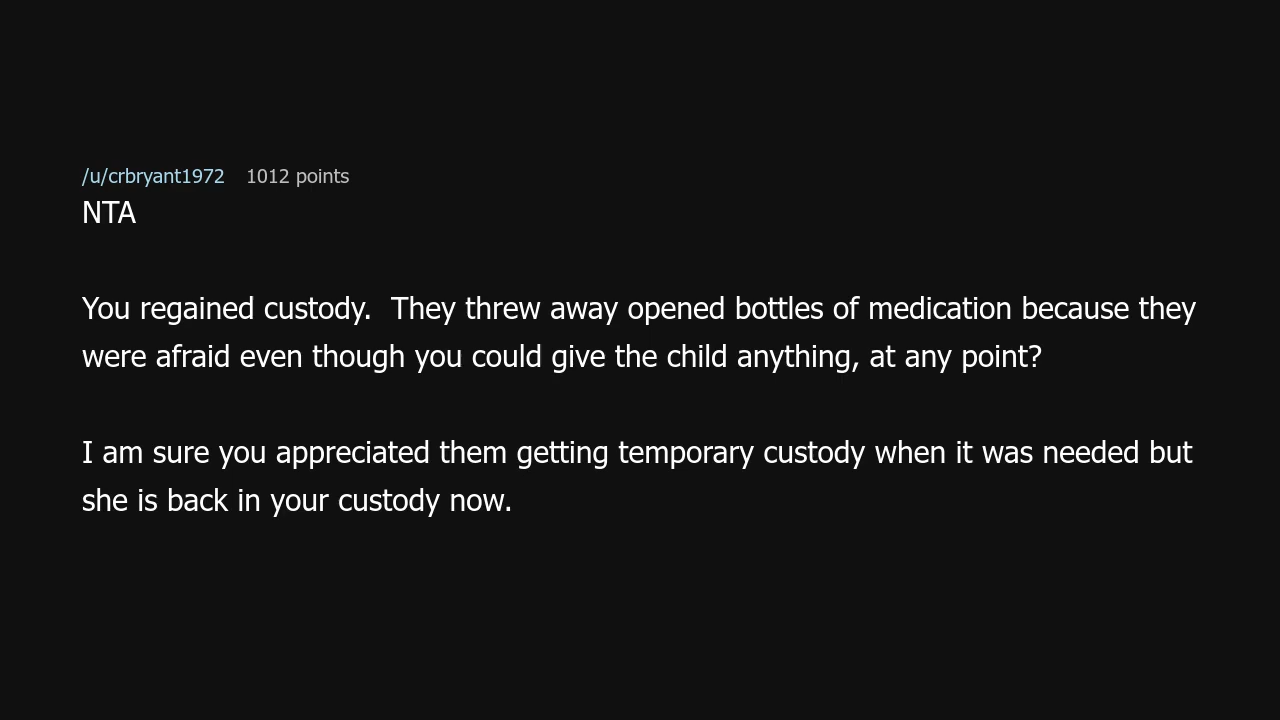 /u/crbryant1972 1012 points
NTA
You regained custody.  They threw away opened bottles of medication because they
were afraid even though you could give the child anything, at any point?
I am sure you appreciated them getting temporary custody when it was needed but
she is back in your custody now.